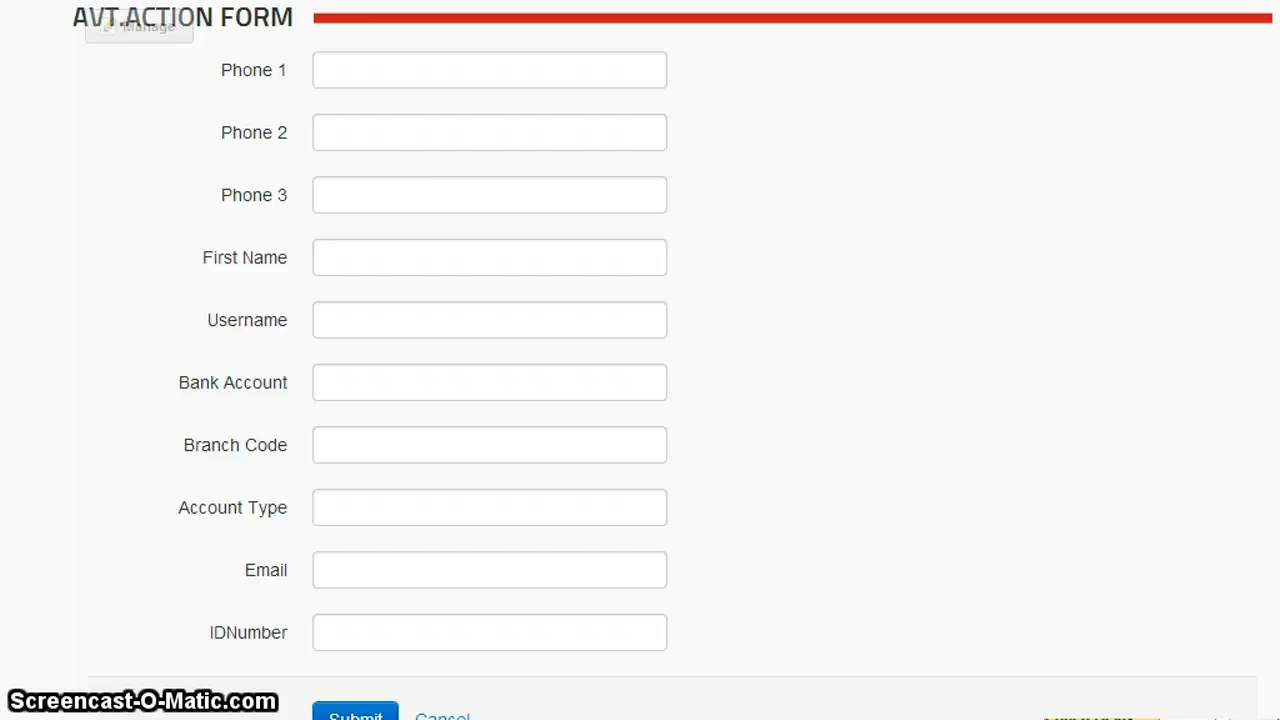 AVT.ACTION FORM
Manage
Phone 1
Phone 2
Phone 3
First Name
Username
Bank Account
Branch Code
Account Type
Email
IDNumber
Submit Cancel
Screencast-O-Matic.com